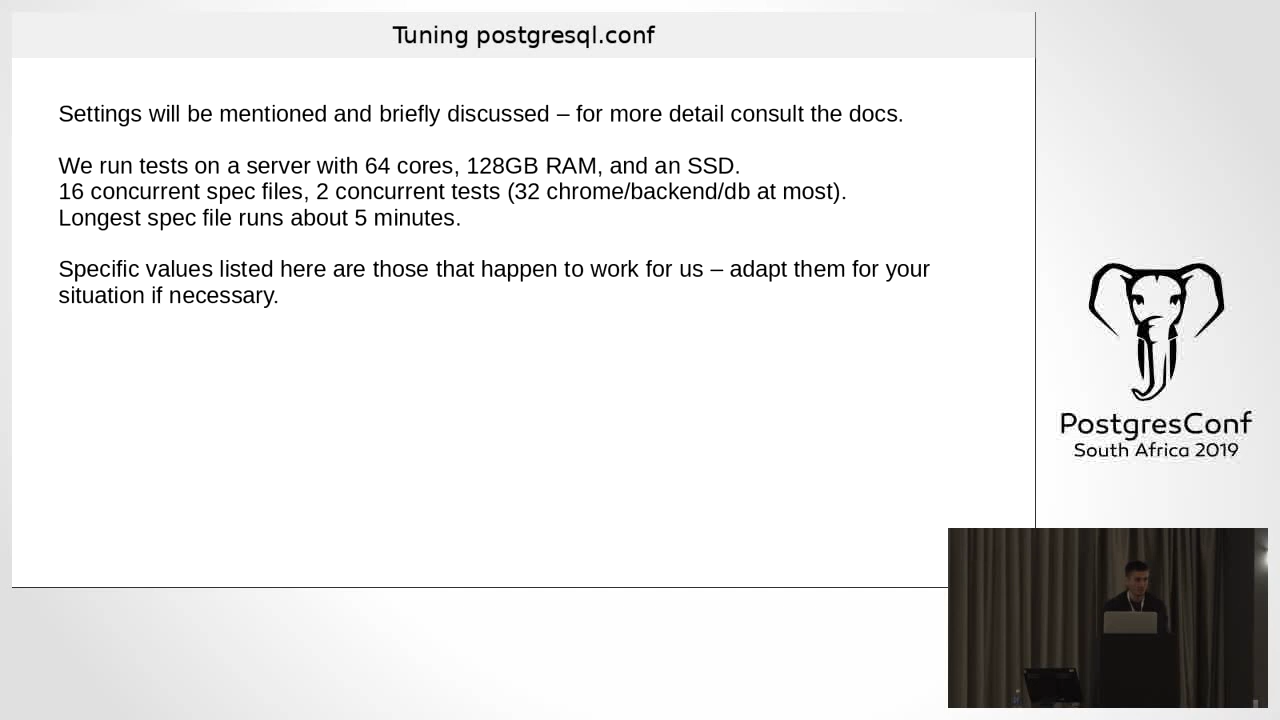 Tuning postgresql.conf
Settings will be mentioned and briefly discussed – for more detail consult the docs.
We run tests on a server with 64 cores, 128GB RAM, and an SSD.
16 concurrent spec files, 2 concurrent tests (32 chrome/backend/db at most).
Longest spec file runs about 5 minutes.
Specific values listed here are those that happen to work for us – adapt them for your
situation if necessary.
PostgresConf
South Africa 2019